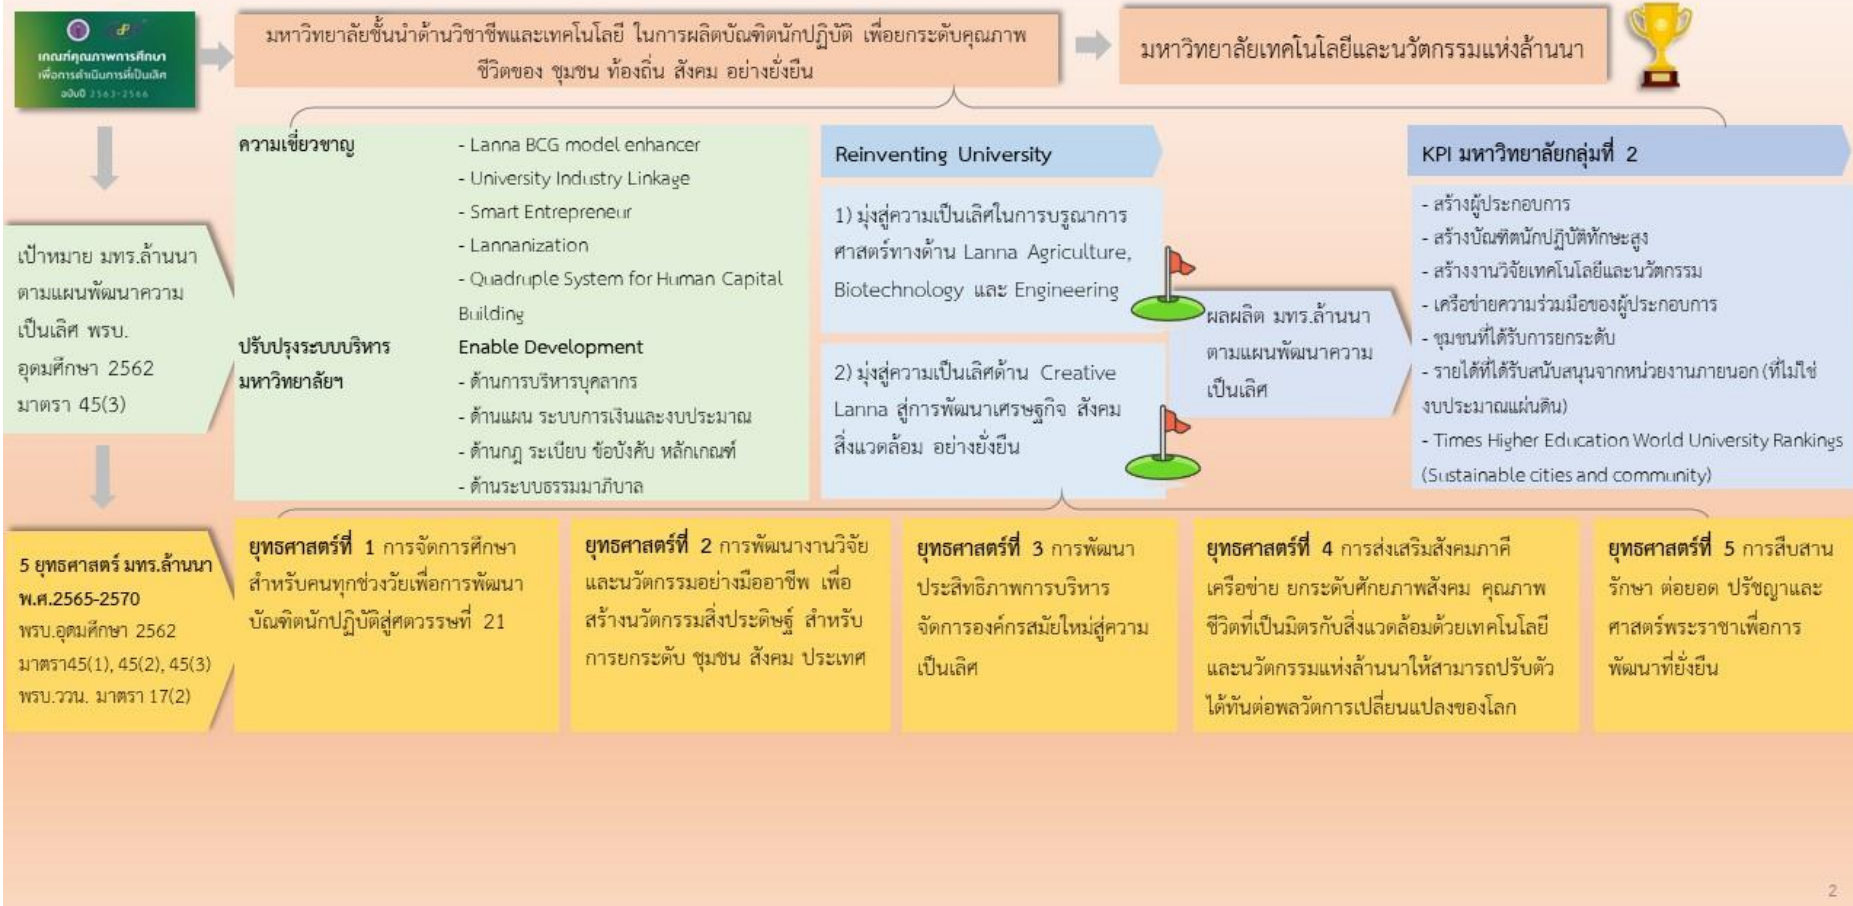 เกณฑ์คุณภาพการศึกษา
เพื่อการดำเนินการที่เป็นเลิศ
ฉบับปี 2563-2566
มหาวิทยาลัยชั้นนำด้านวิชาชีพและเทคโนโลยี ในการผลิตบัณฑิตนักปฏิบัติ เพื่อยกระดับคุณภาพ
ชีวิตของ ชุมชน ท้องถิ่น สังคม อย่างยั่งยืน
มหาวิทยาลัยเทคโนโลยีและนวัตกรรมแห่งล้านนา
เป้าหมาย มทร.ล้านนา
ตามแผนพัฒนาความ
เป็นเลิศ พรบ.
อุดมศึกษา 2562
มาตรา 45(3)
ความเชี่ยวชาญ
- Lanna BCG model enhancer
- University Industry Linkage
- Smart Entrepreneur
- Lannanization
- Quadruple System for Human Capital
Building
ปรับปรุงระบบบริหาร
มหาวิทยาลัยฯ
Enable Development
- ด้านการบริหารบุคลากร
- ด้านแผน ระบบการเงินและงบประมาณ
- ด้านกฎ ระเบียบ ข้อบังคับ หลักเกณฑ์
- ด้านระบบธรรมมาภิบาล
Reinventing University
1) มุ่งสู่ความเป็นเลิศในการบรูณาการ
ศาสตร์ทางด้าน Lanna Agriculture,
Biotechnology และ Engineering
2) มุ่งสู่ความเป็นเลิศด้าน Creative
Lanna สู่การพัฒนาเศรษฐกิจ สังคม
สิ่งแวดล้อม อย่างยั่งยืน
ผลผลิต มทร.ล้านนา
ตามแผนพัฒนาความ
เป็นเลิศ
KPI มหาวิทยาลัยกลุ่มที่ 2
- สร้างผู้ประกอบการ
- สร้างบัณฑิตนักปฏิบัติทักษะสูง
- สร้างงานวิจัยเทคโนโลยีและนวัตกรรม
- เครือข่ายความร่วมมือของผู้ประกอบการ
- ชุมชนที่ได้รับการยกระดับ
- รายได้ที่ได้รับสนับสนุนจากหน่วยงานภายนอก (ที่ไม่ใช่
งบประมาณแผ่นดิน)
- Times Higher Education World University Rankings
(Sustainable cities and community)
5 ยุทธศาสตร์ มทร.ล้านนา
พ.ศ.2565-2570
พรบ.อุดมศึกษา 2562
มาตรา45(1), 45(2), 45(3)
พรบ.ววน. มาตรา 17(2)
ยุทธศาสตร์ที่ 1 การจัดการศึกษา
สำหรับคนทุกช่วงวัยเพื่อการพัฒนา
บัณฑิตนักปฏิบัติสู่ศตวรรษที่ 21
ยุทธศาสตร์ที่ 2 การพัฒนางานวิจัย
และนวัตกรรมอย่างมืออาชีพ เพื่อ
สร้างนวัตกรรมสิ่งประดิษฐ์ สำหรับ
การยกระดับ ชุมชน สังคม ประเทศ
ยุทธศาสตร์ที่ 3 การพัฒนา
ประสิทธิภาพการบริหาร
จัดการองค์กรสมัยใหม่สู่ความ
เป็นเลิศ
ยุทธศาสตร์ที่ 4 การส่งเสริมสังคมภาคี
เครือข่าย ยกระดับศักยภาพสังคม คุณภาพ
ชีวิตที่เป็นมิตรกับสิ่งแวดล้อมด้วยเทคโนโลยี
และนวัตกรรมแห่งล้านนาให้สามารถปรับตัว
ได้ทันต่อพลวัตการเปลี่ยนแปลงของโลก
ยุทธศาสตร์ที่ 5 การสืบสาน
รักษา ต่อยอด ปรัชญาและ
ศาสตร์พระราชาเพื่อการ
พัฒนาที่ยั่งยืน
2